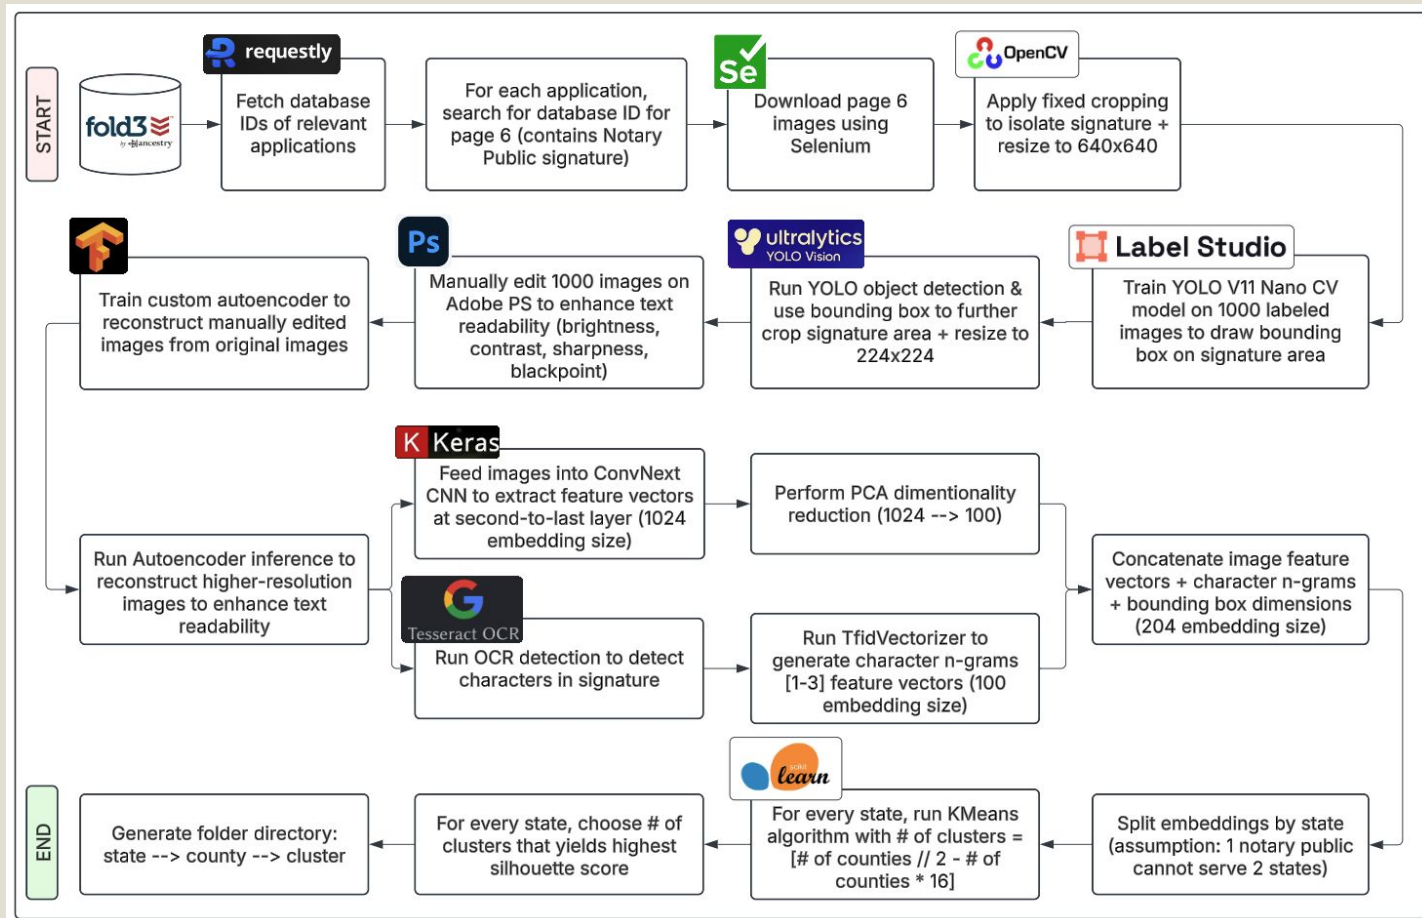 START
fold3
by ancestry
requestly
Fetch database
IDs of relevant
applications
For each application,
search for database ID for
page 6 (contains Notary
Public signature)
Se
Download page 6
images using
Selenium
OpenCV
Apply fixed cropping
to isolate signature +
resize to 640x640
Label Studio
Train YOLO V11 Nano CV
model on 1000 labeled
images to draw bounding
box on signature area
ultralytics
YOLO Vision
Run YOLO object detection &
use bounding box to further
crop signature area + resize to
224x224
Ps
Manually edit 1000 images on
Adobe PS to enhance text
readability (brightness,
contrast, sharpness,
blackpoint)
Train custom autoencoder to
reconstruct manually edited
images from original images
Run Autoencoder inference to
reconstruct higher-resolution
images to enhance text
readability
K Keras
Feed images into ConvNext
CNN to extract feature vectors
at second-to-last layer (1024
embedding size)
Perform PCA dimentionality
reduction (1024 --> 100)
Tesseract OCR
Run OCR detection to detect
characters in signature
Run TfidVectorizer to
generate character n-grams
[1-3] feature vectors (100
embedding size)
Concatenate image feature
vectors + character n-grams
+ bounding box dimensions
(204 embedding size)
Split embeddings by state
(assumption: 1 notary public
cannot serve 2 states)
scikit
learn
For every state, run KMeans
algorithm with # of clusters =
[# of counties // 2 - # of
counties * 16]
For every state, choose # of
clusters that yields highest
silhouette score
Generate folder directory:
state --> county --> cluster
END